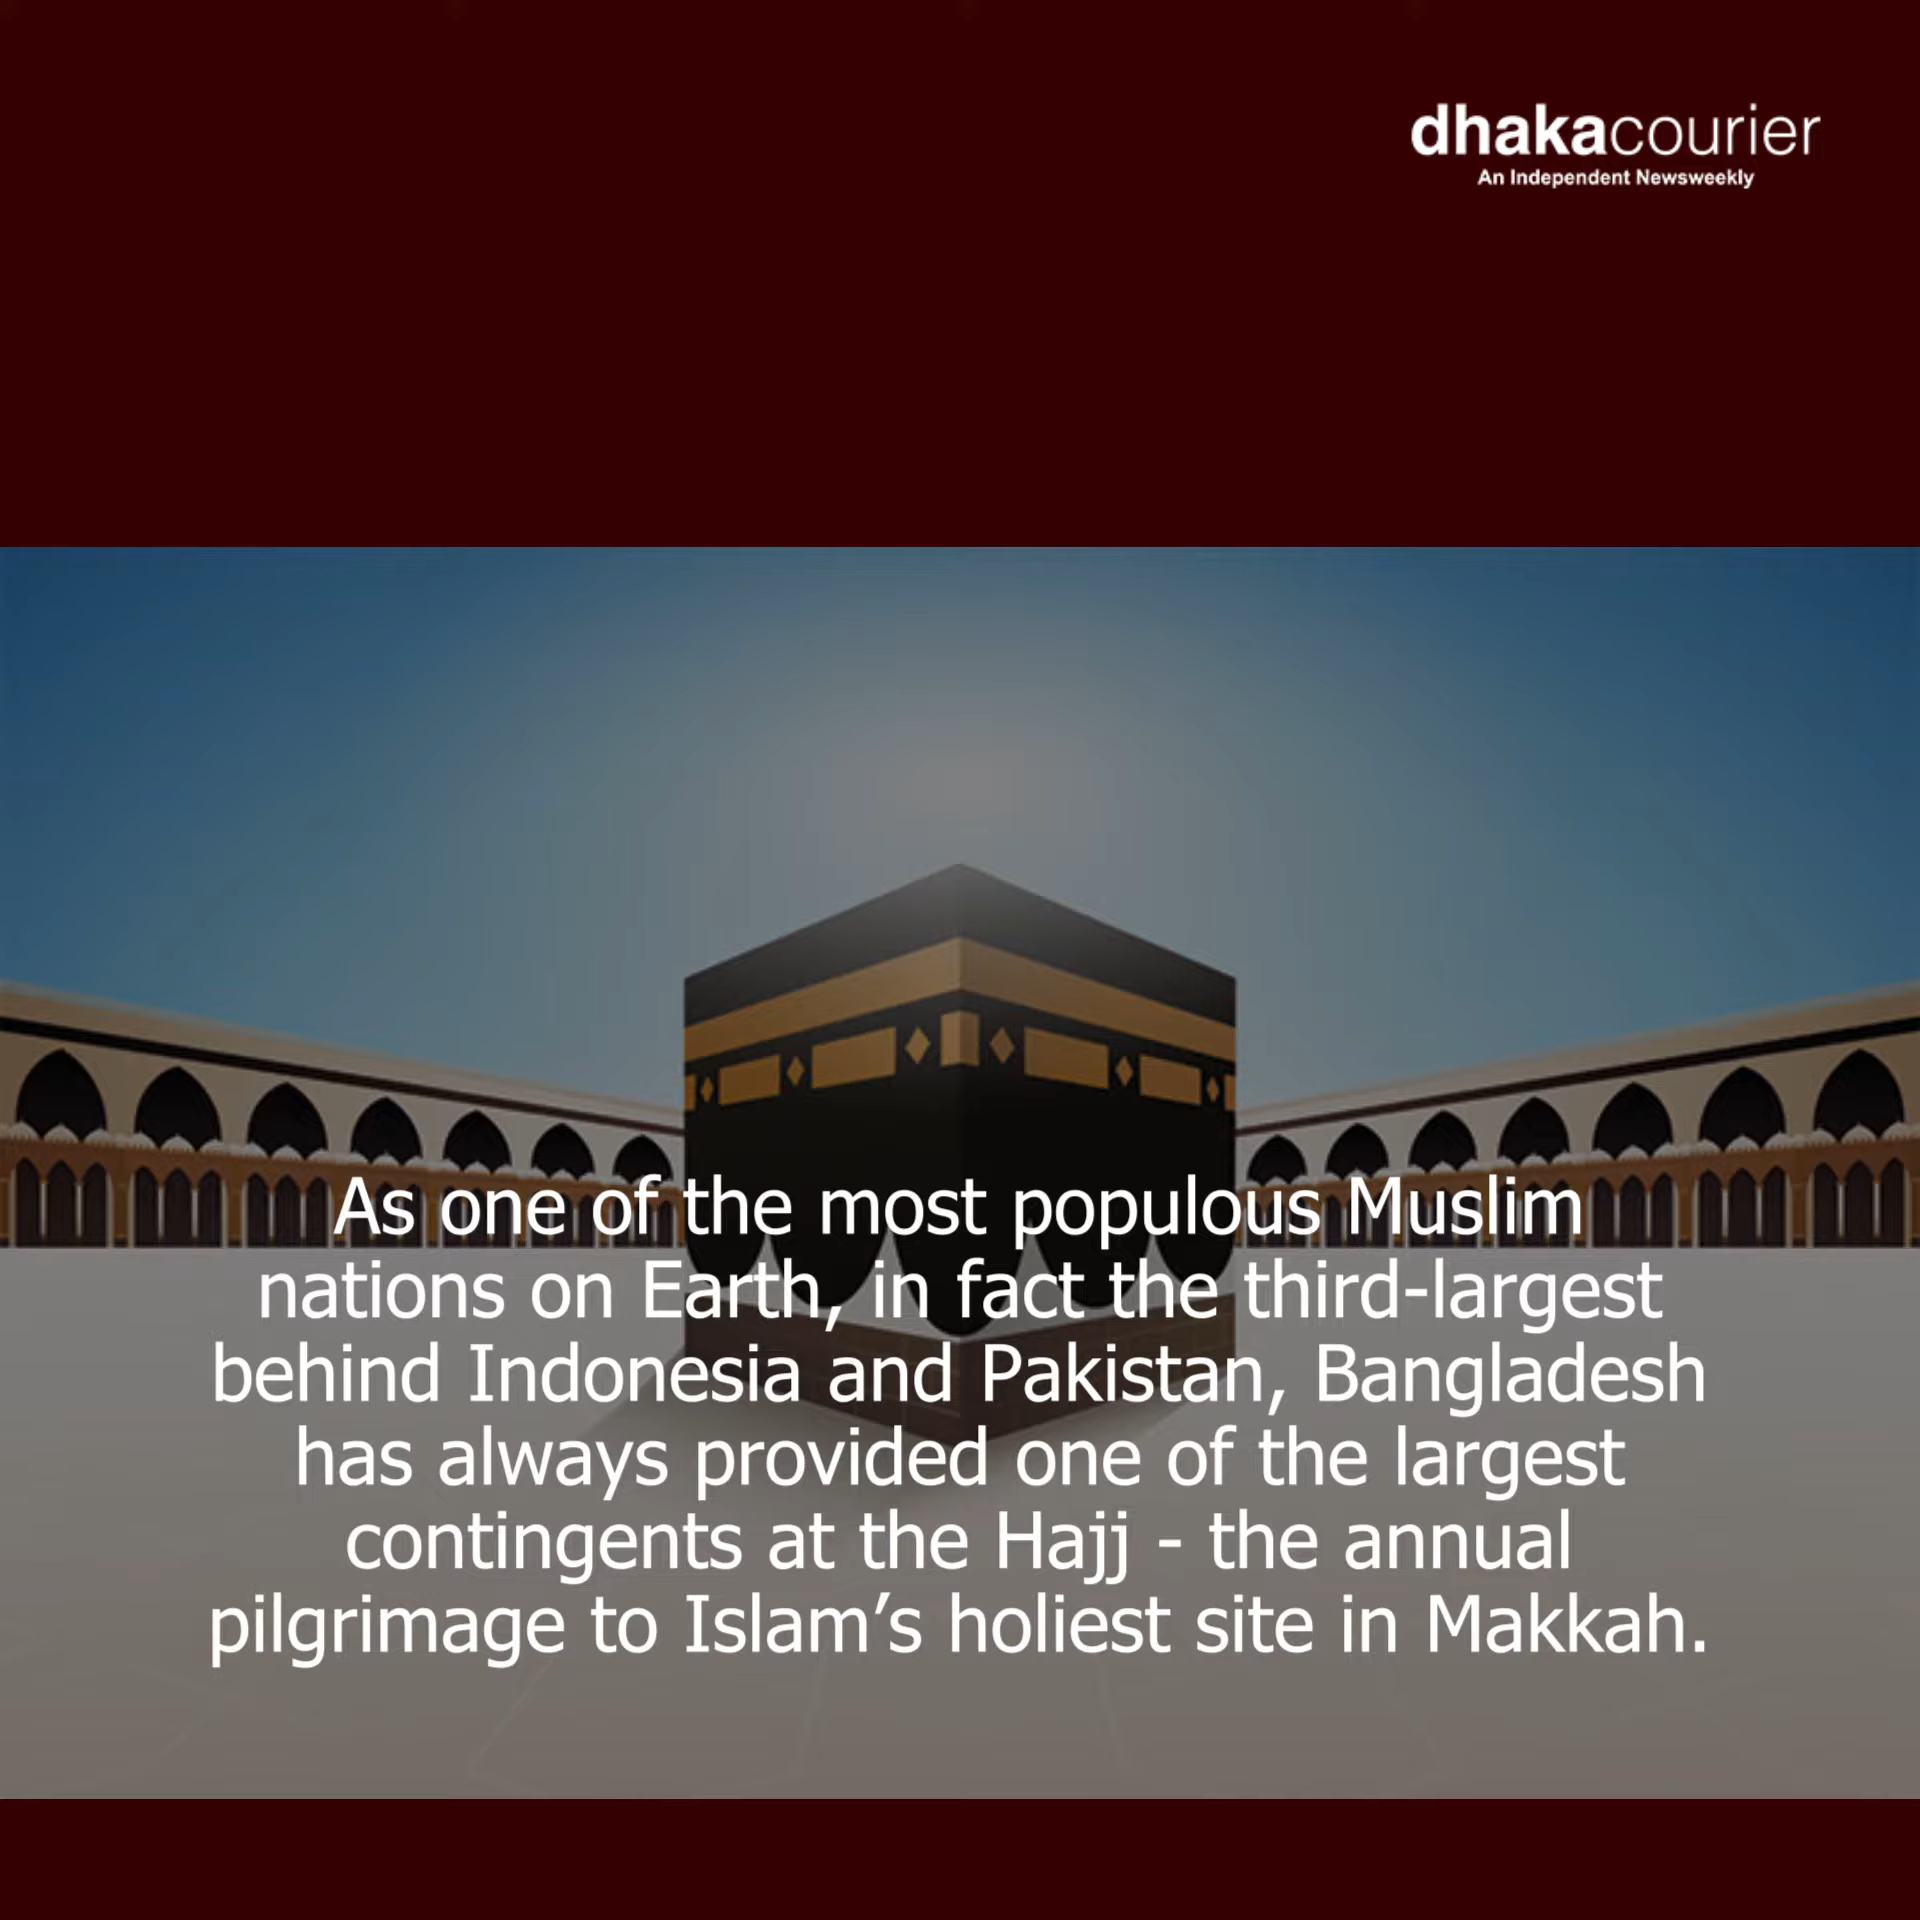 dhakacourier
An Independent Newsweekly
As one of the most populous Muslim
nations on Earth, in fact the third-largest
behind Indonesia and Pakistan, Bangladesh
has always provided one of the largest
contingents at the Hajj - the annual
pilgrimage to Islam’s holiest site in Makkah.